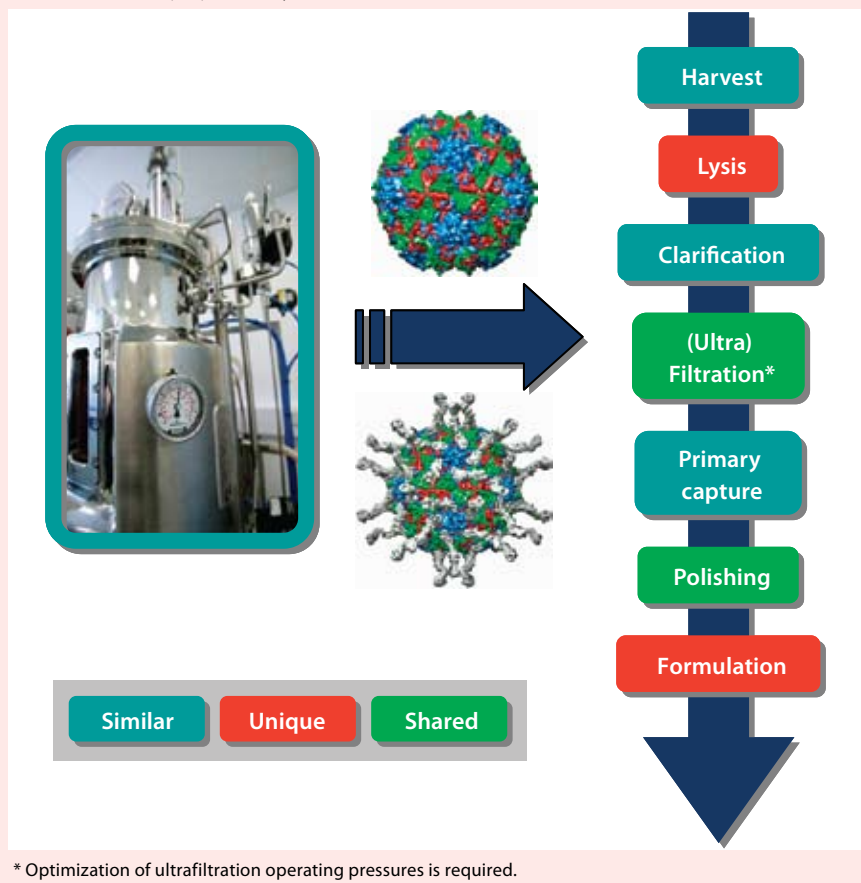 Harvest
Lysis
Clarification
(Ultra)
Filtration*
Primary
capture
Polishing
Formulation
Similar
Unique
Shared
* Optimization of ultrafiltration operating pressures is required.